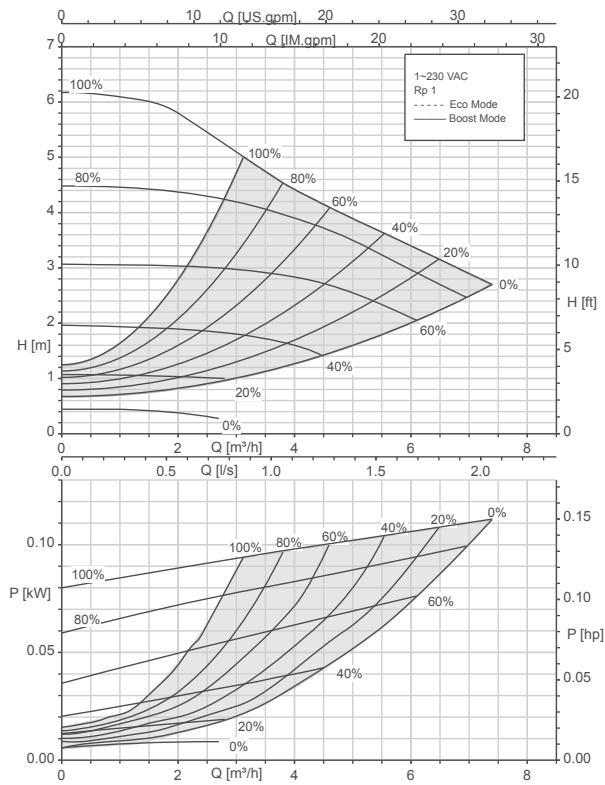 0 Q [US.gpm] 20 30
0 Q [IM.gpm] 20 30
7
6
5
4
3
2
H [m]
1
0
20
15
10
H [ft]
5
0
1~230 VAC
Rp 1
Eco Mode
Boost Mode
100%
80%
100%
80%
60%
40%
20%
0%
60%
40%
20%
0%
0 2 4 6 8
Q [m³/h]
0.0 0.5 1.0 1.5 2.0
Q [l/s]
0.10
P [kW]
0.05
0.00
0.15
0.10
P [hp]
0.05
0.00
100%
80%
100%
80%
60%
40%
20%
0%
60%
40%
20%
0%
0 2 4 6 8
Q [m³/h]